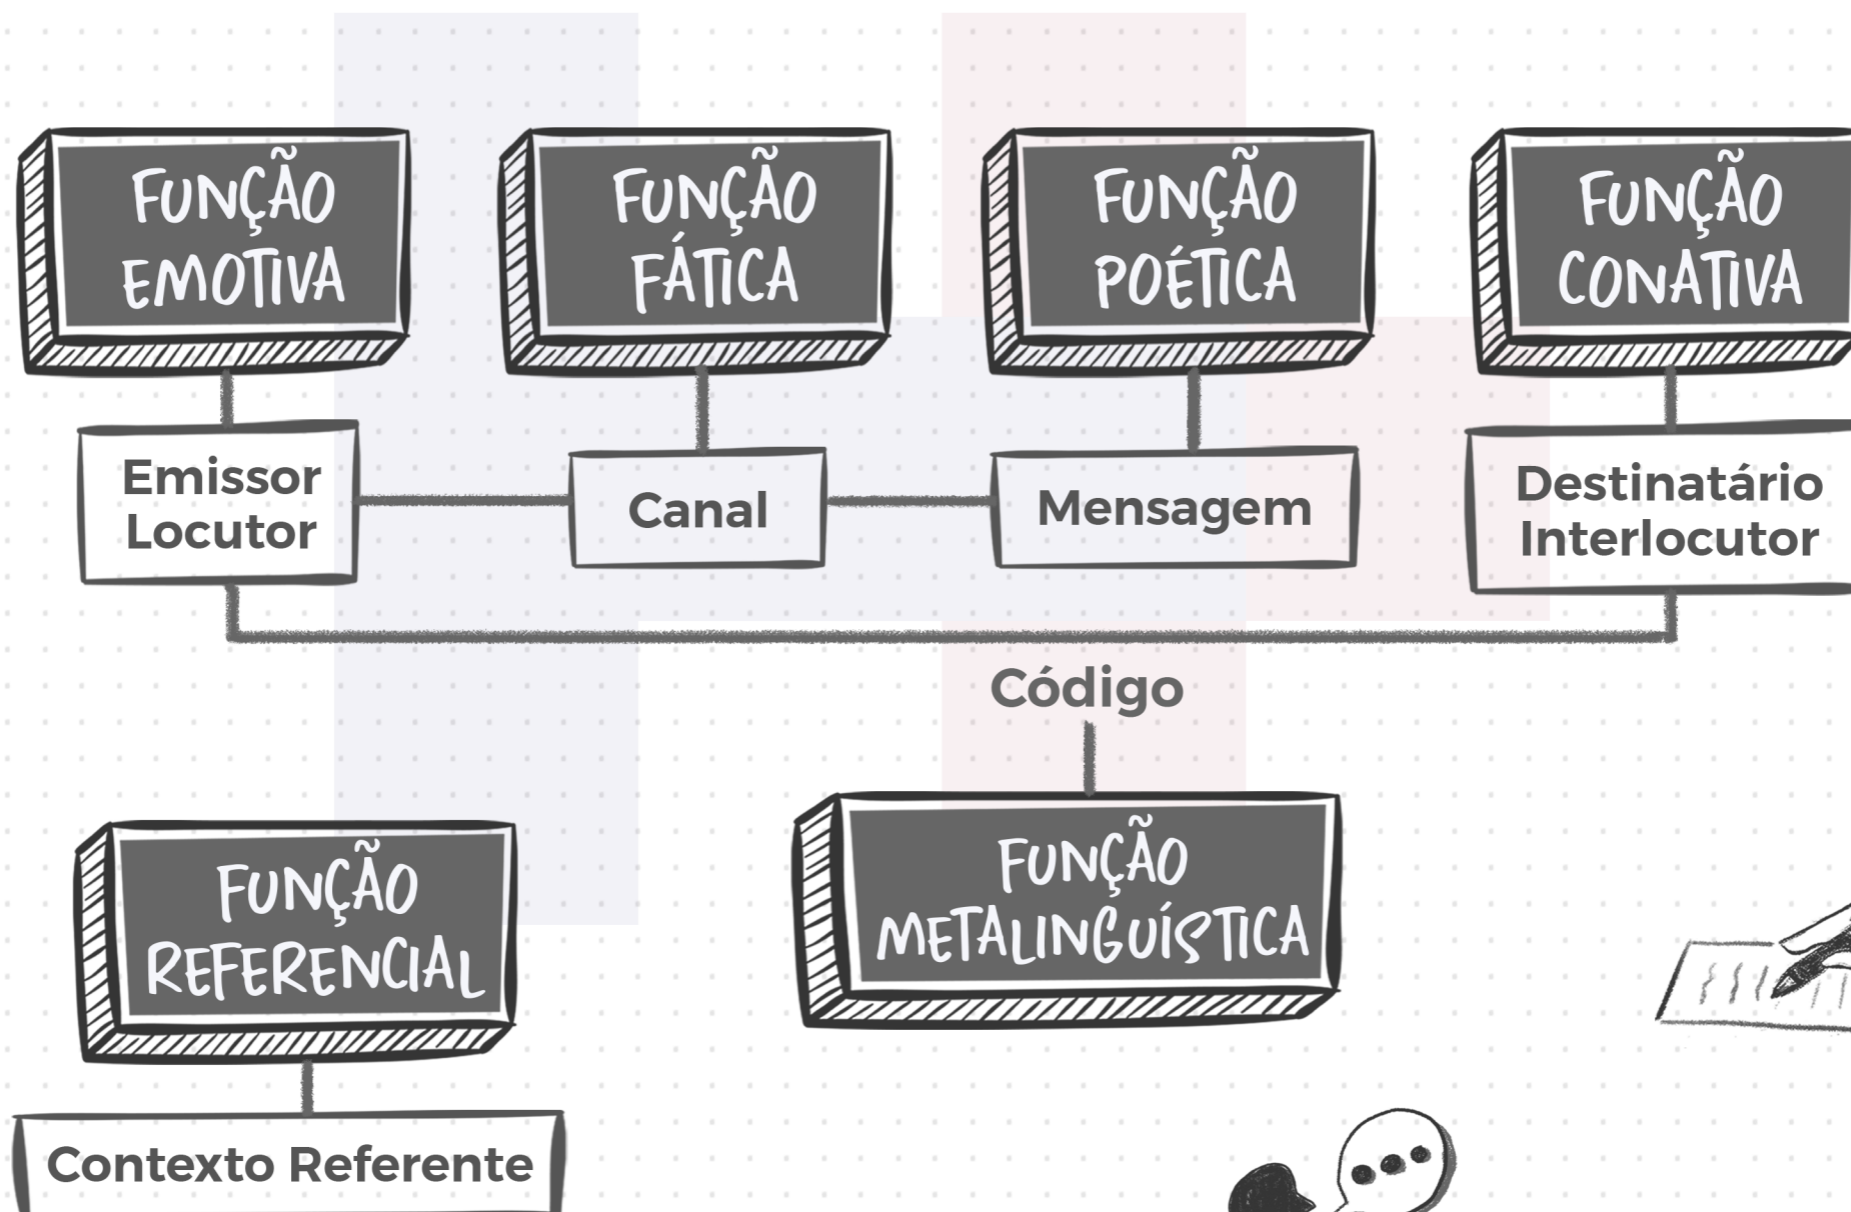 FUNÇÃO
EMOTIVA
FUNÇÃO
FÁTICA
FUNÇÃO
POÉTICA
FUNÇÃO
CONATIVA
Emissor
Locutor
Canal
Mensagem
Destinatário
Interlocutor
Código
FUNÇÃO
METALINGUÍSTICA
FUNÇÃO
REFERENCIAL
Contexto Referente